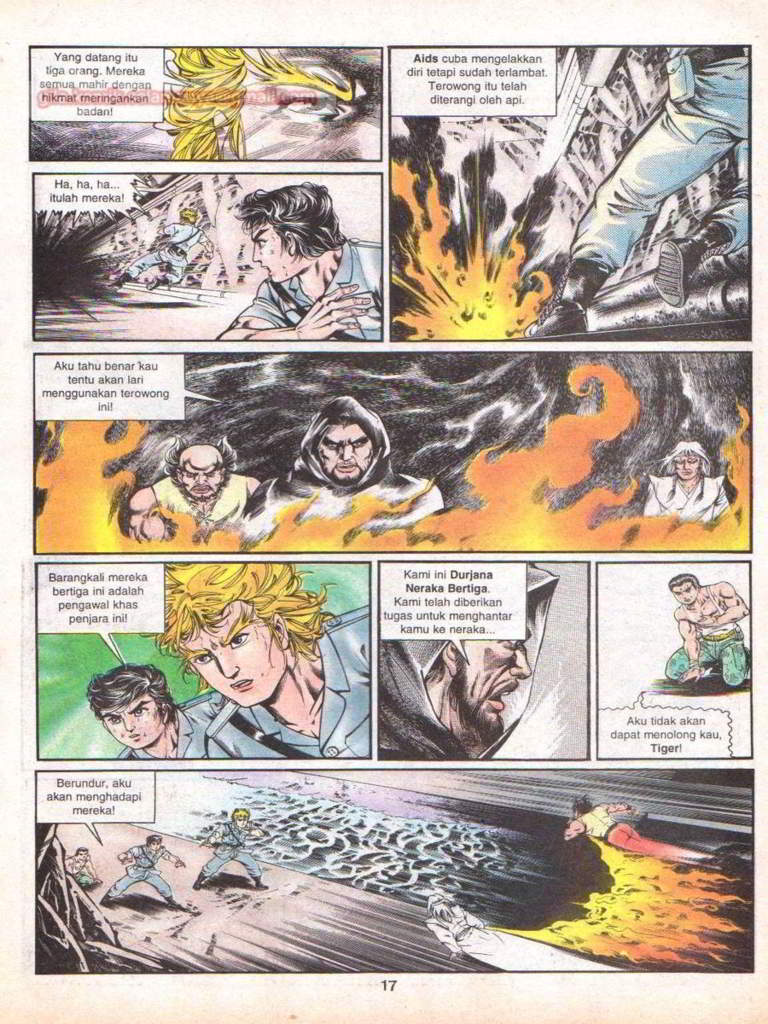 Yang datang itu
tiga orang. Mereka
semua mahir dengan
hikmat meringankan
badan!
Aids cuba mengelakkan
diri tetapi sudah terlambat.
Terowong itu telah
diterangi oleh api.
Ha, ha, ha...
itulah mereka!
Aku tahu benar kau
tentu akan lari
menggunakan terowong
ini!
Barangkali mereka
bertiga ini adalah
pengawal khas
penjara ini!
Kami ini Durjana
Neraka Bertiga.
Kami telah diberikan
tugas untuk menghantar
kamu ke neraka...
Aku tidak akan
dapat menolong kau,
Tiger!
Berundur, aku
akan menghadapi
mereka!
17